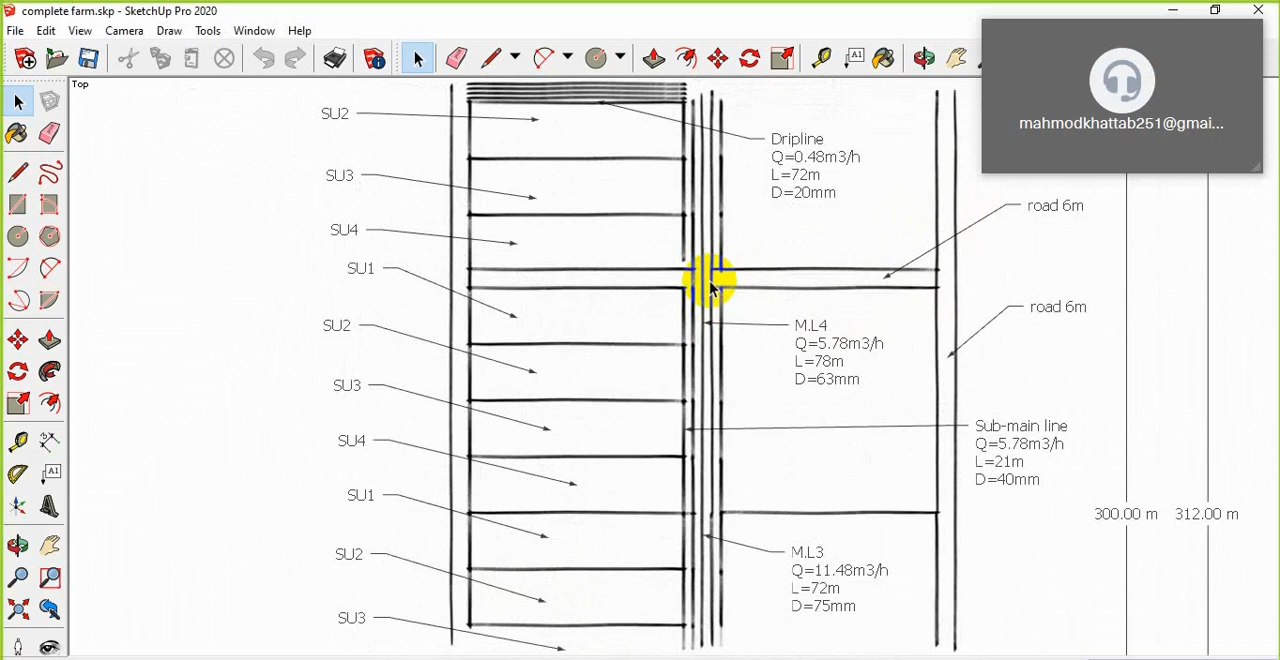 complete farm.skp - SketchUp Pro 2020
File Edit View Camera Draw Tools Window Help
A1
mahmodkhattab251@gmai...
Top
SU2
Dripline
Q=0.48m3/h
L=72m
D=20mm
SU3
road 6m
SU4
SU1
road 6m
SU2
M.L4
Q=5.78m3/h
L=78m
D=63mm
SU3
SU4
Sub-main line
Q=5.78m3/h
L=21m
D=40mm
A1
SU1
300.00 m 312.00 m
SU2
M.L3
Q=11.48m3/h
L=72m
D=75mm
SU3